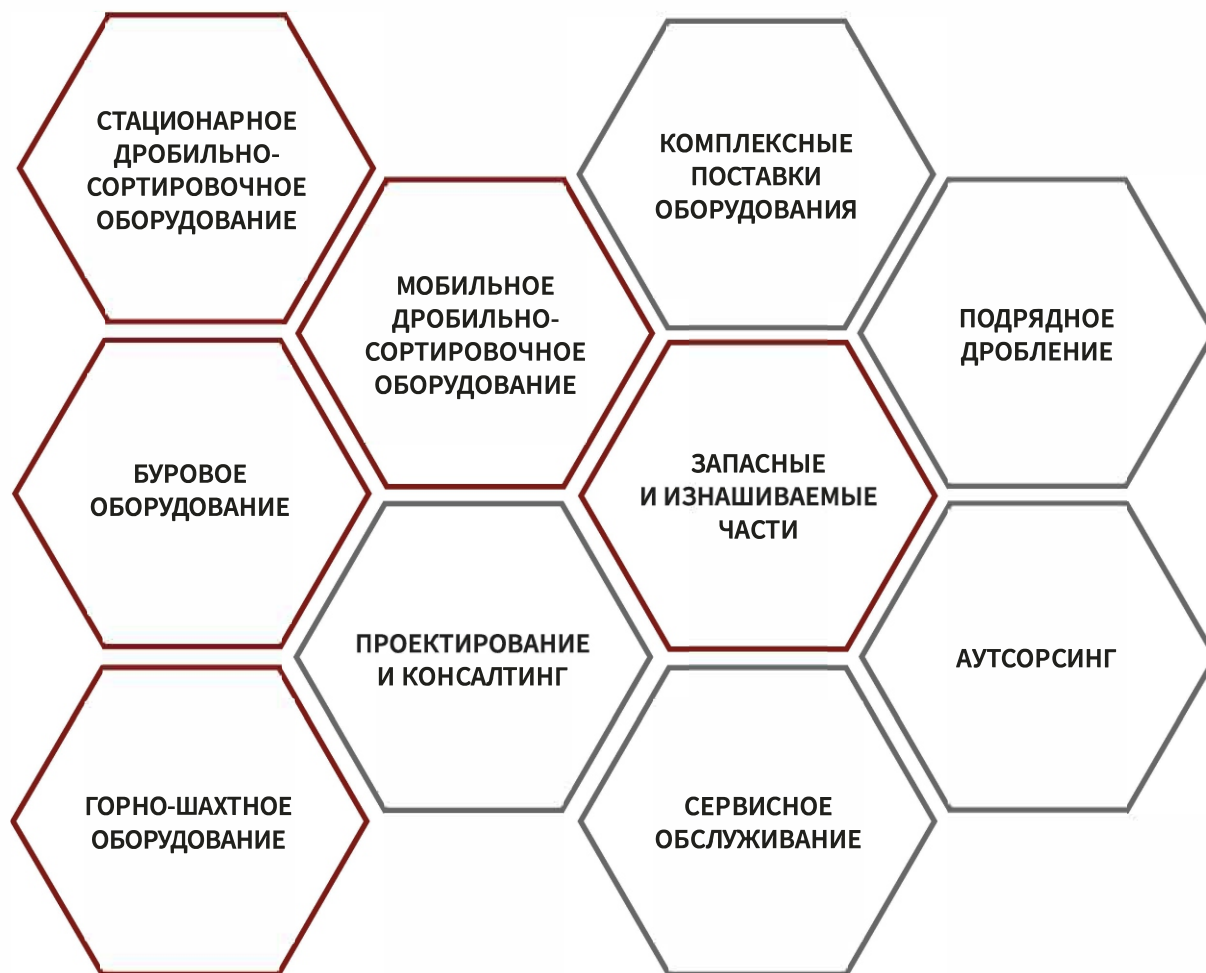 СТАЦИОНАРНОЕ
ДРОБИЛЬНО-
СОРТИРОВОЧНОЕ
ОБОРУДОВАНИЕ
КОМПЛЕКСНЫЕ
ПОСТАВКИ
ОБОРУДОВАНИЯ
МОБИЛЬНОЕ
ДРОБИЛЬНО-
СОРТИРОВОЧНОЕ
ОБОРУДОВАНИЕ
ПОДРЯДНОЕ
ДРОБЛЕНИЕ
БУРОВОЕ
ОБОРУДОВАНИЕ
ЗАПАСНЫЕ
И ИЗНАШИВАЕМЫЕ
ЧАСТИ
ПРОЕКТИРОВАНИЕ
И КОНСАЛТИНГ
АУТСОРСИНГ
ГОРНО-ШАХТНОЕ
ОБОРУДОВАНИЕ
СЕРВИСНОЕ
ОБСЛУЖИВАНИЕ